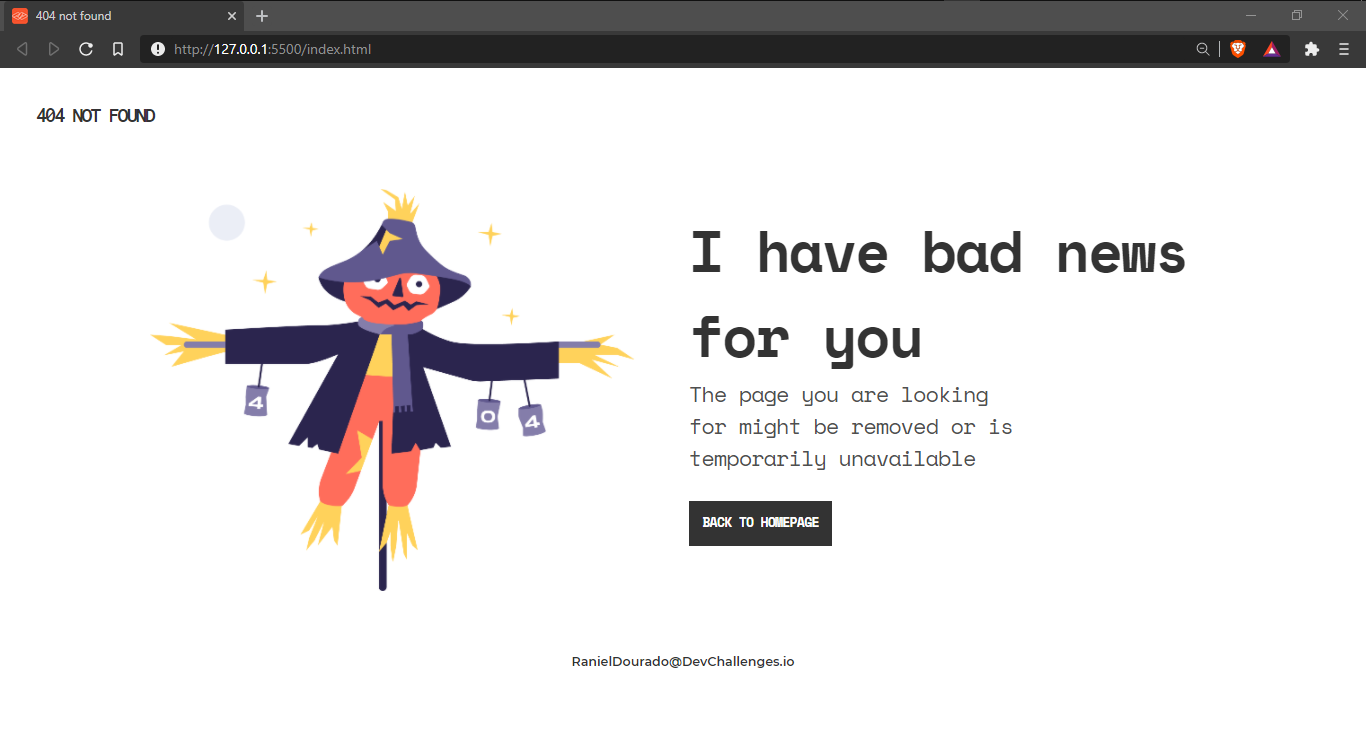 404 not found
http://127.0.0.1:5500/index.html
404 NOT FOUND
I have bad news
for you
The page you are looking
for might be removed or is
temporarily unavailable
4
0
4
BACK TO HOMEPAGE
RanielDourado@DevChallenges.io